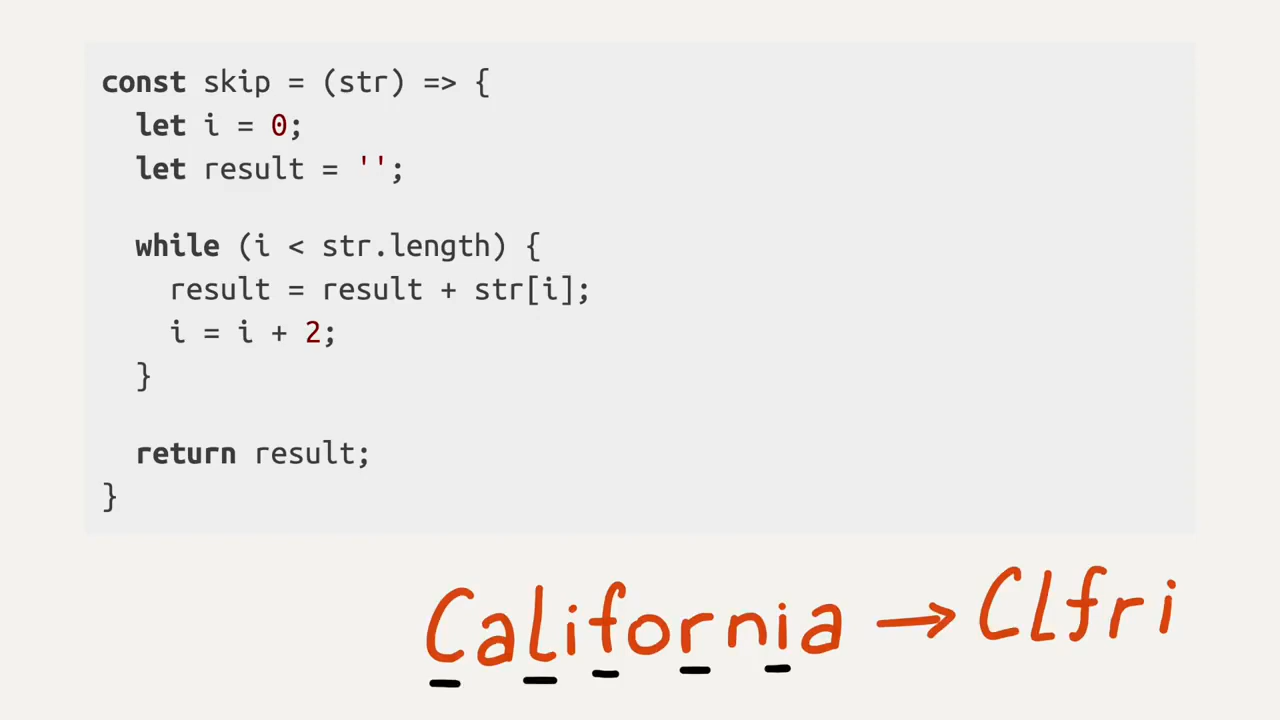 const skip = (str) => {
  let i = 0;
  let result = '';
  while (i < str.length) {
    result = result + str[i];
    i = i + 2;
  }
  return result;
}
California → Clfri